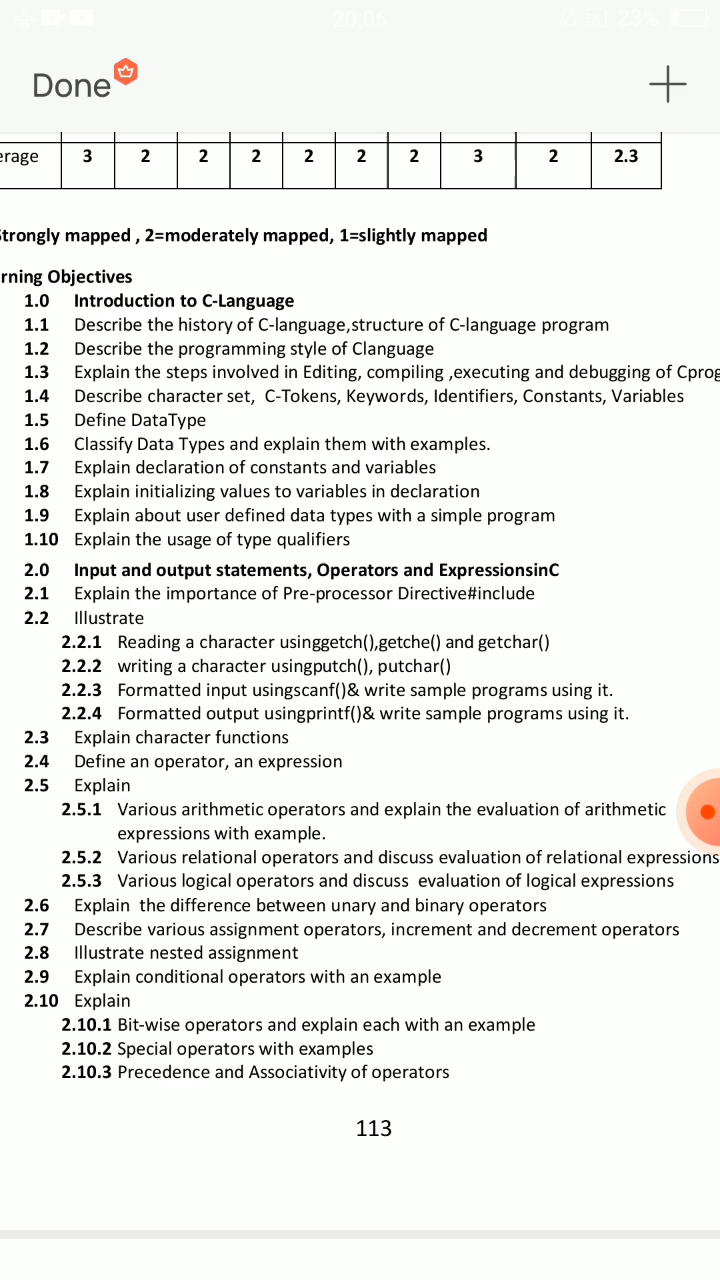 20:05
23%
Done
erage 3 2 2 2 2 2 2 3 2 2.3
Strongly mapped , 2=moderately mapped, 1=slightly mapped
rning Objectives
1.0 Introduction to C-Language
1.1 Describe the history of C-language,structure of C-language program
1.2 Describe the programming style of Clanguage
1.3 Explain the steps involved in Editing, compiling ,executing and debugging of Cprog
1.4 Describe character set, C-Tokens, Keywords, Identifiers, Constants, Variables
1.5 Define DataType
1.6 Classify Data Types and explain them with examples.
1.7 Explain declaration of constants and variables
1.8 Explain initializing values to variables in declaration
1.9 Explain about user defined data types with a simple program
1.10 Explain the usage of type qualifiers
2.0 Input and output statements, Operators and ExpressionsinC
2.1 Explain the importance of Pre-processor Directive#include
2.2 Illustrate
2.2.1 Reading a character usinggetch(),getche() and getchar()
2.2.2 writing a character usingputch(), putchar()
2.2.3 Formatted input usingscanf()& write sample programs using it.
2.2.4 Formatted output usingprintf()& write sample programs using it.
2.3 Explain character functions
2.4 Define an operator, an expression
2.5 Explain
2.5.1 Various arithmetic operators and explain the evaluation of arithmetic
expressions with example.
2.5.2 Various relational operators and discuss evaluation of relational expressions
2.5.3 Various logical operators and discuss evaluation of logical expressions
2.6 Explain the difference between unary and binary operators
2.7 Describe various assignment operators, increment and decrement operators
2.8 Illustrate nested assignment
2.9 Explain conditional operators with an example
2.10 Explain
2.10.1 Bit-wise operators and explain each with an example
2.10.2 Special operators with examples
2.10.3 Precedence and Associativity of operators
113